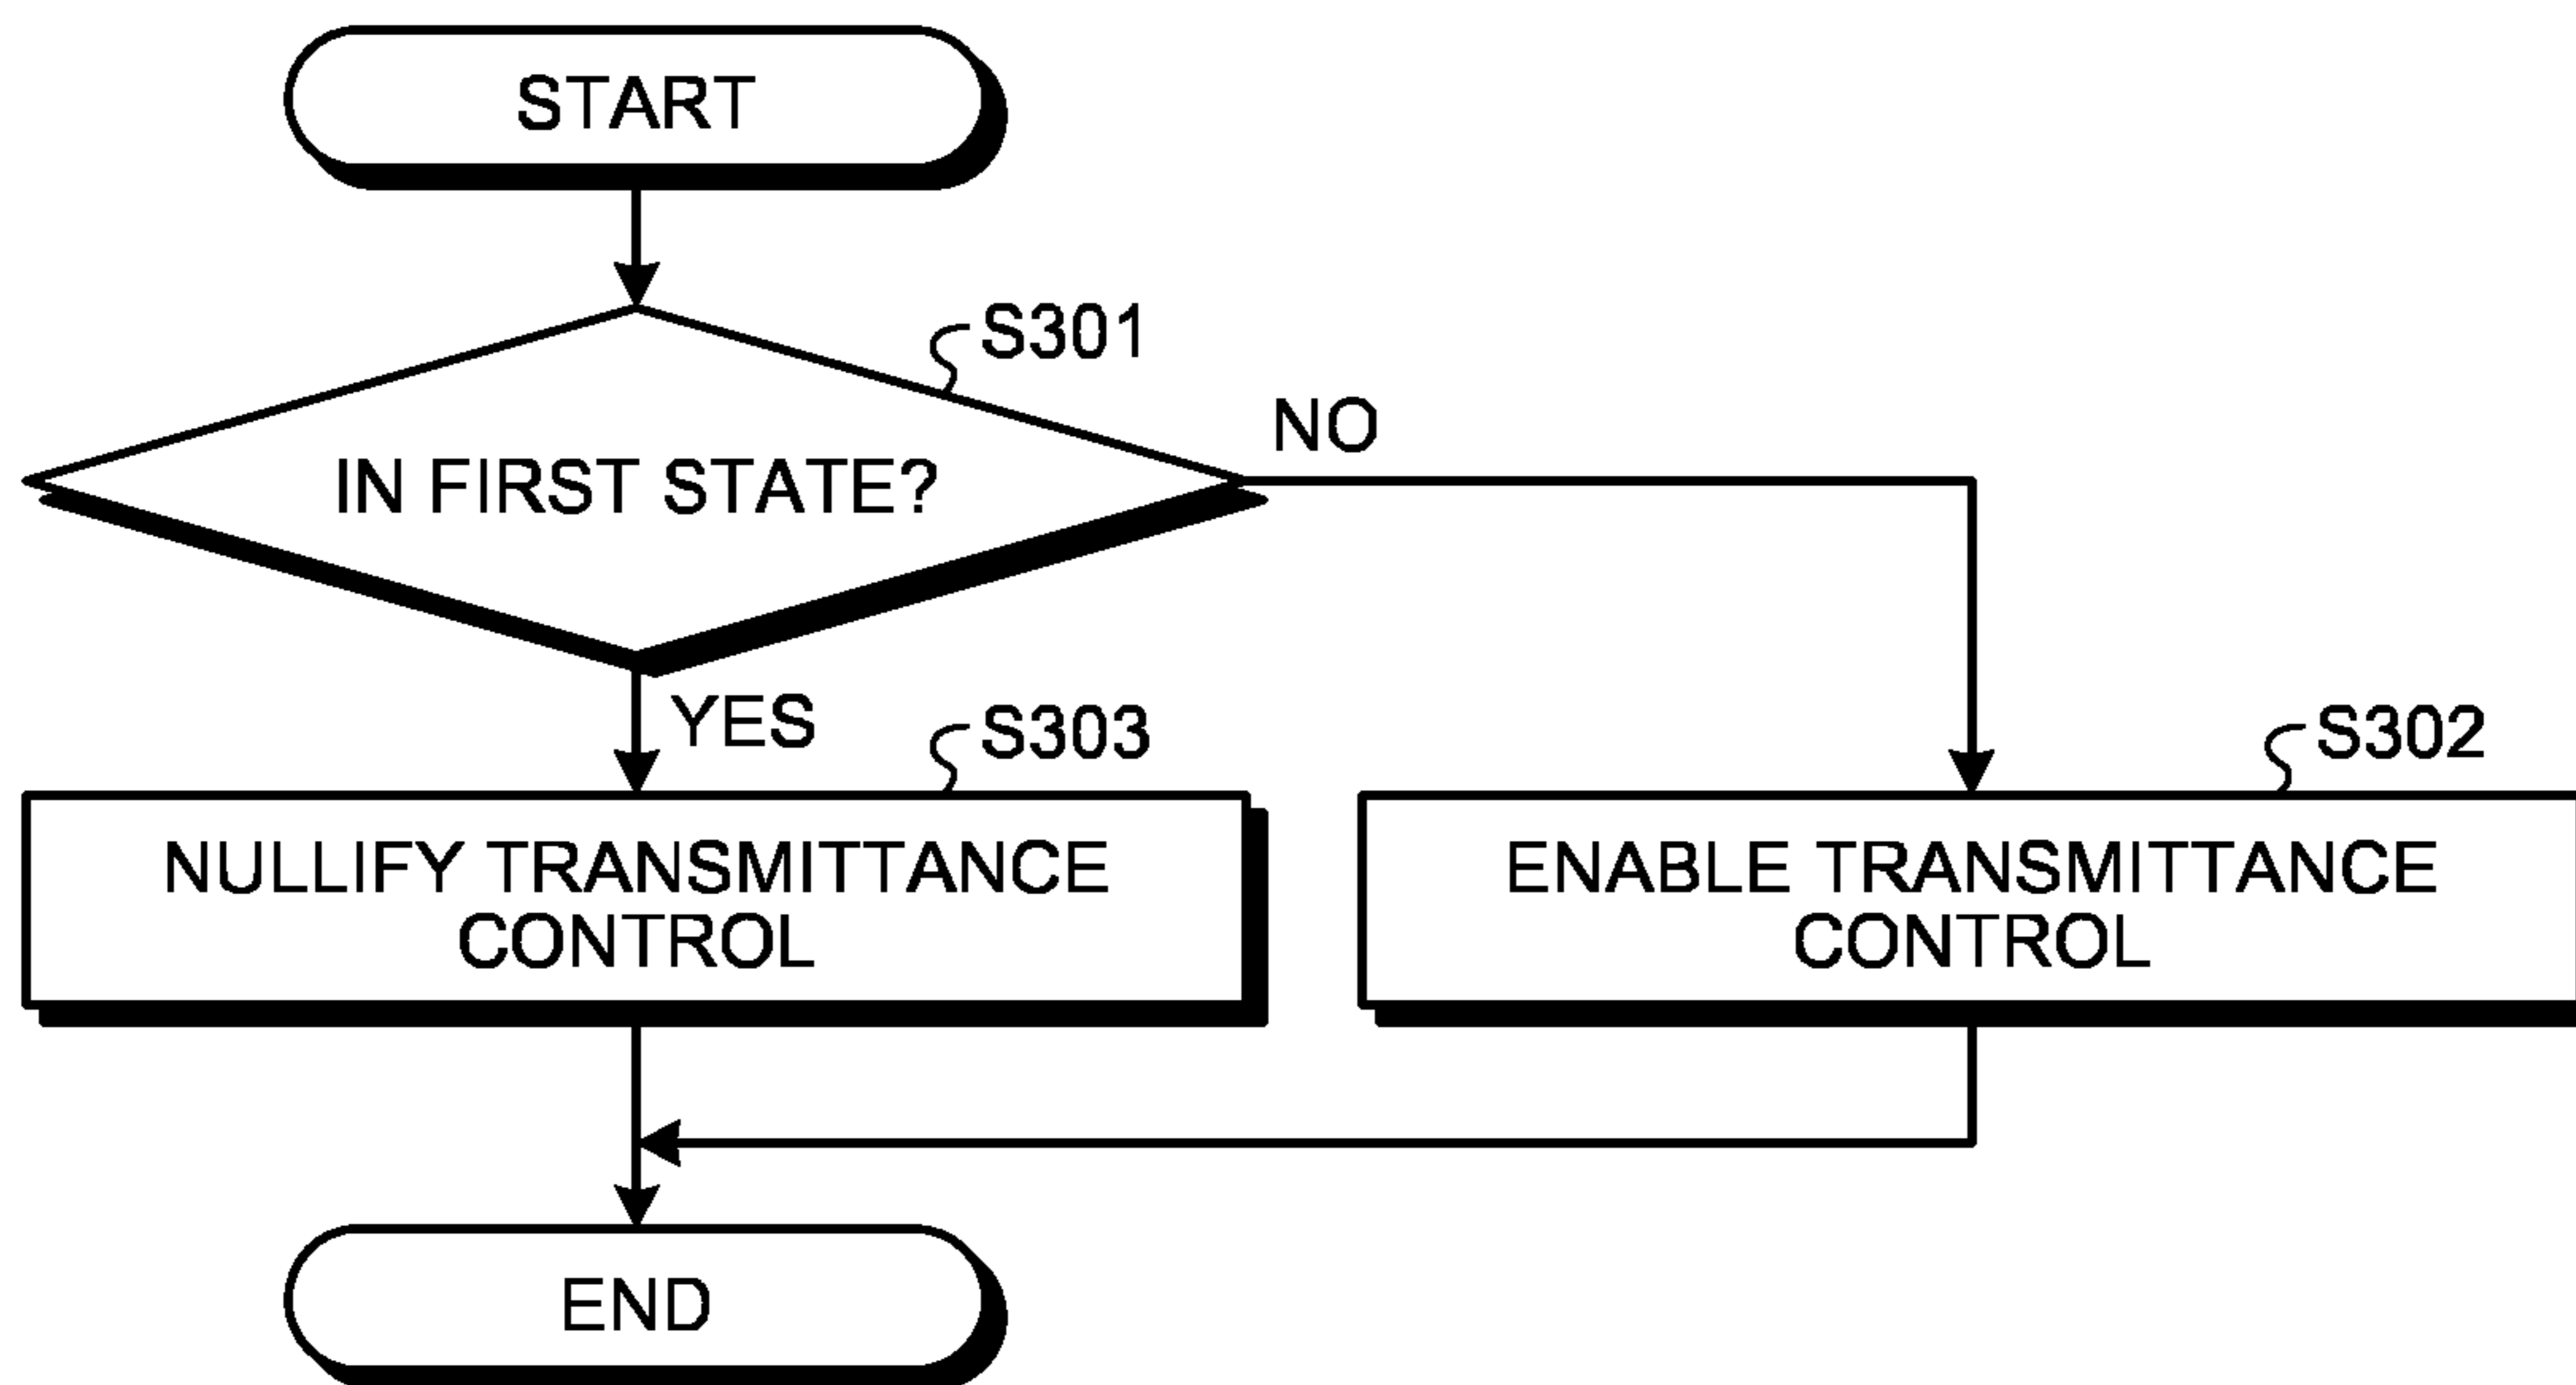 START
S301
NO
IN FIRST STATE?
YES
S303
S302
NULLIFY TRANSMITTANCE
CONTROL
ENABLE TRANSMITTANCE
CONTROL
END